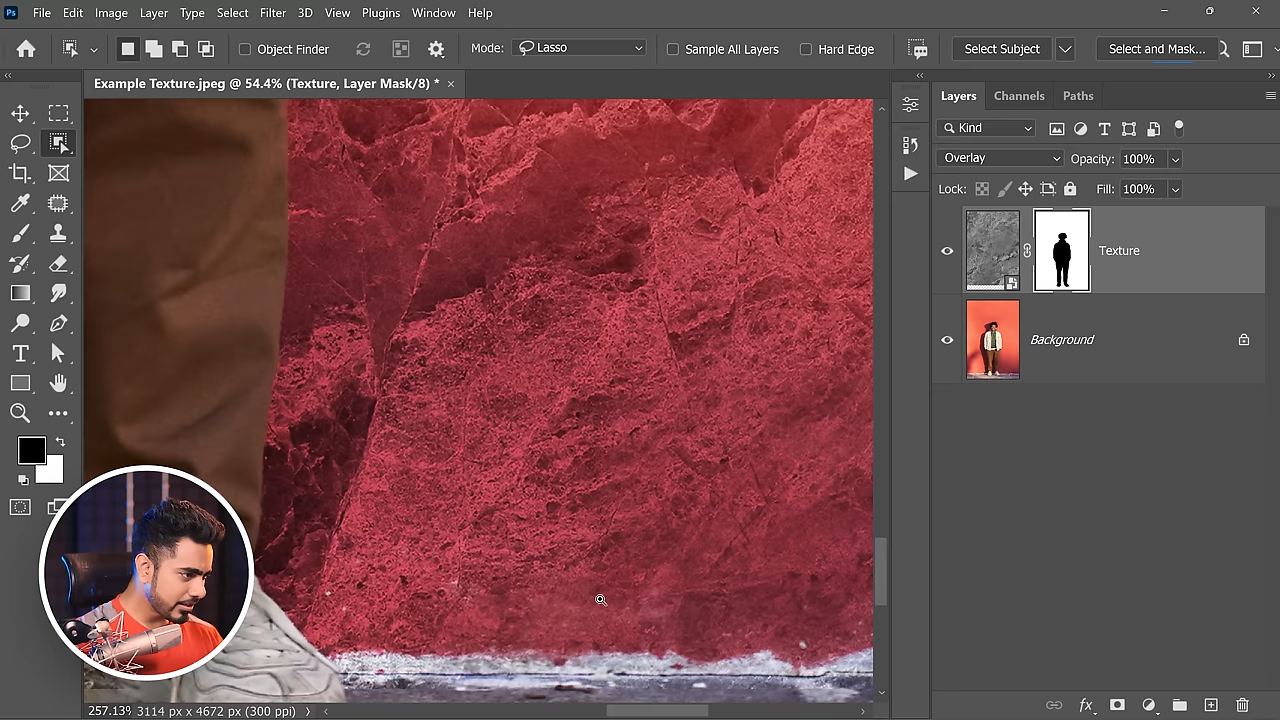 Ps File Edit Image Layer Type Select Filter 3D View Plugins Window Help
Object Finder Mode: Lasso Sample All Layers Hard Edge Select Subject Select and Mask...
Example Texture.jpeg @ 54.4% (Texture, Layer Mask/8) *
Layers Channels Paths
Kind
Overlay Opacity: 100%
Lock: Fill: 100%
Texture
Background
257.13% 3114 px x 4672 px (300 ppi)